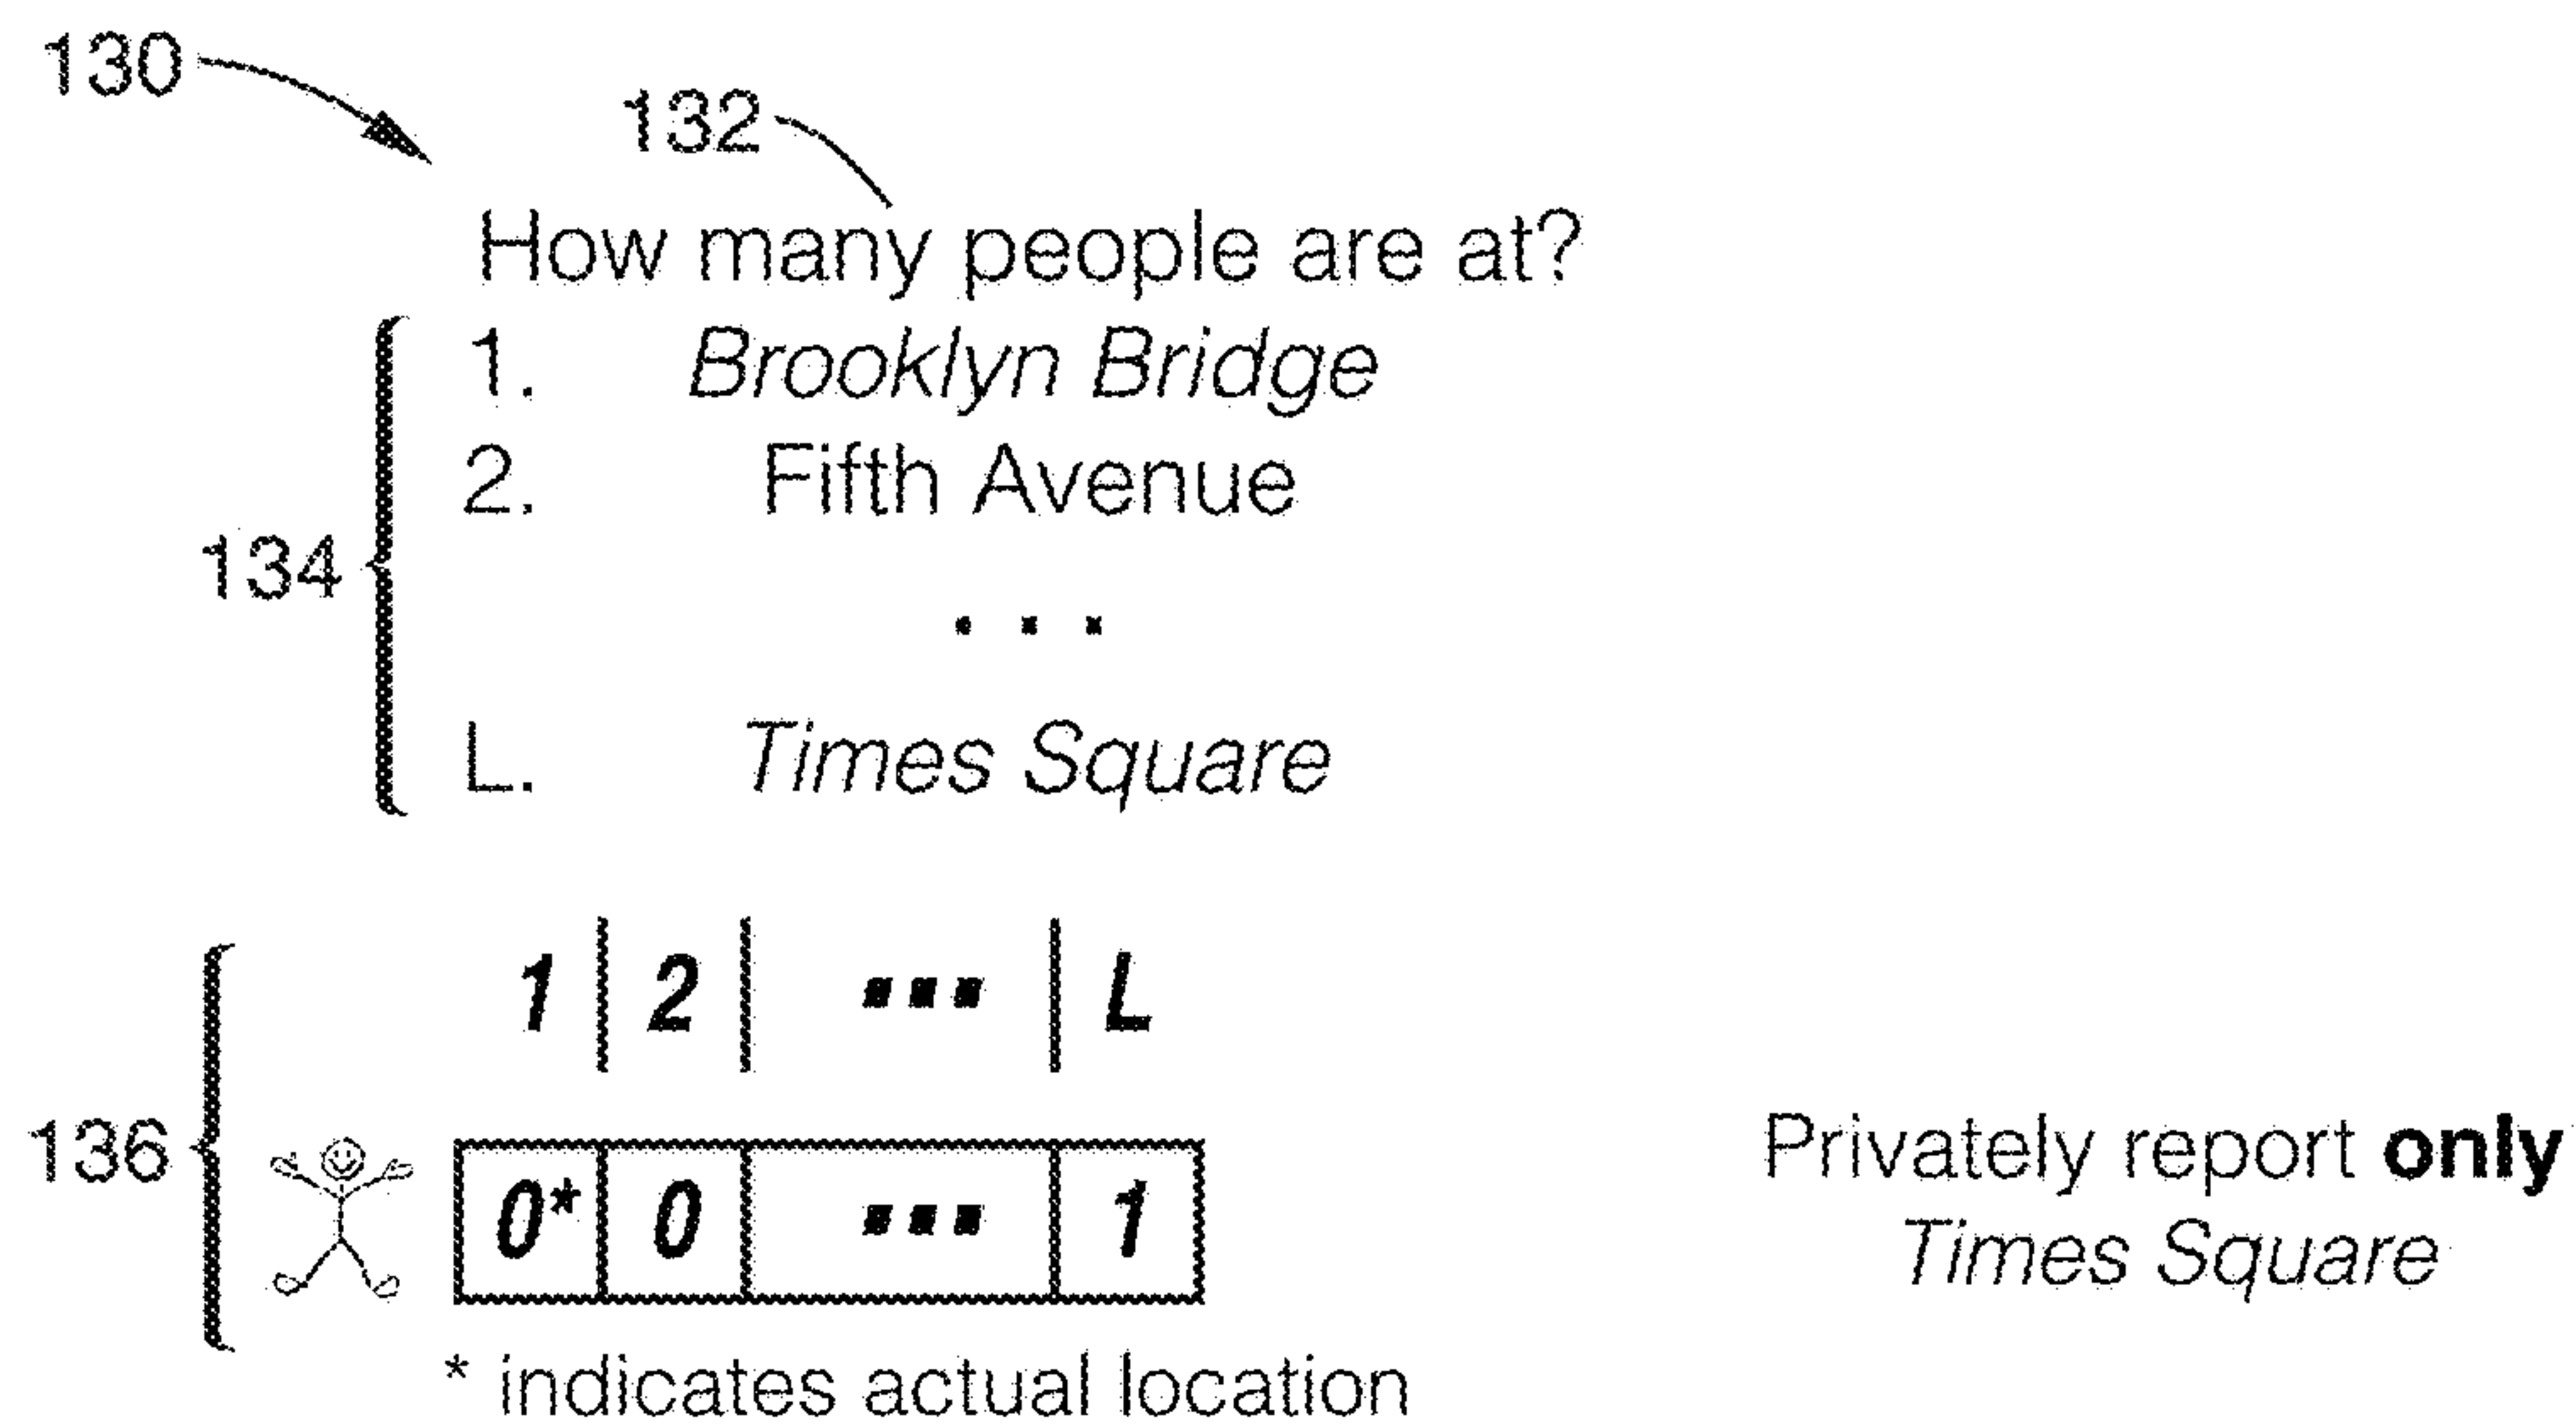 130
132
How many people are at?
134
1. Brooklyn Bridge
2. Fifth Avenue
. . .
L. Times Square
1 2 ... L
136
0* 0 ... 1
Privately report only
Times Square
* indicates actual location